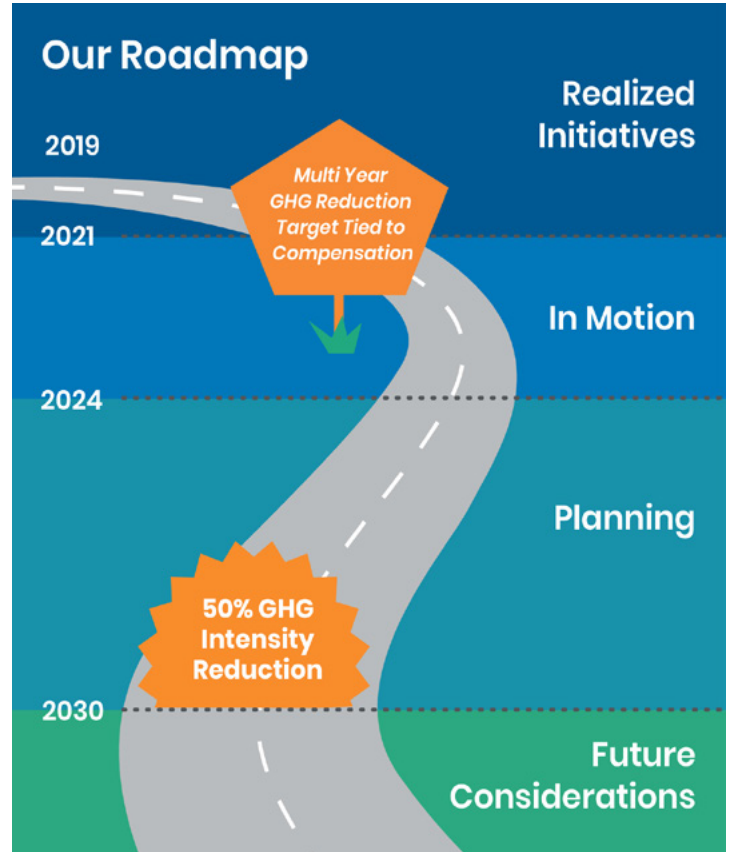 Our Roadmap
Realized
Initiatives
2019
Multi Year
GHG Reduction
Target Tied to
Compensation
2021
In Motion
2024
Planning
50% GHG
Intensity
Reduction
2030
Future
Considerations